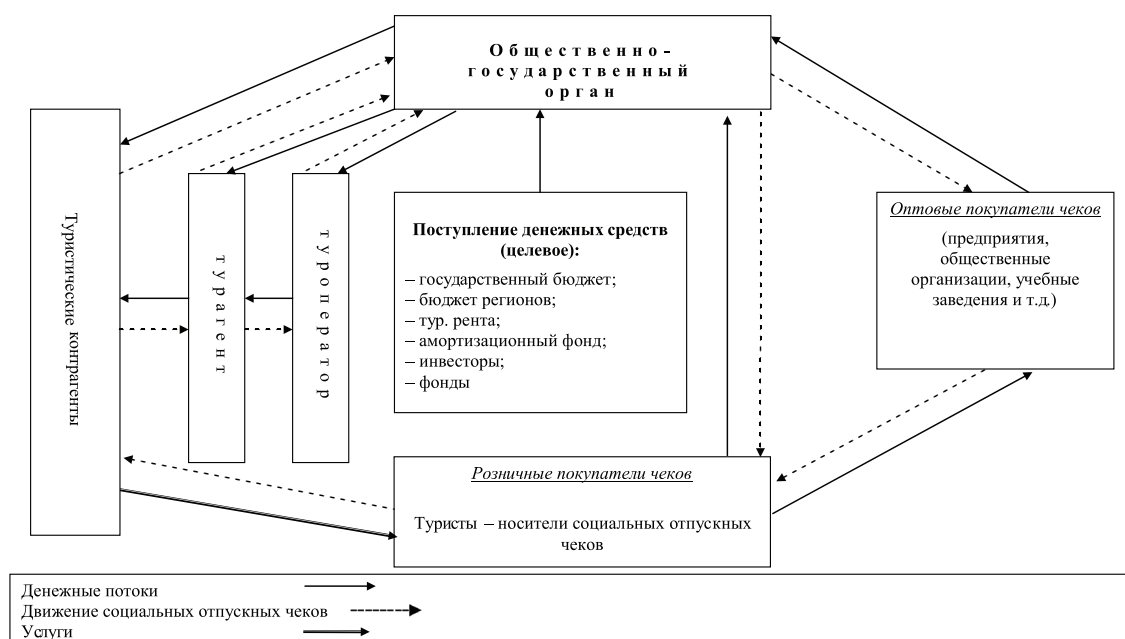 Общественно-
государственный
орган
Туристические контрагенты
турагент
туроператор
Поступление денежных средств
(целевое):
– государственный бюджет;
– бюджет регионов;
– тур. рента;
– амортизационный фонд;
– инвесторы;
– фонды
Оптовые покупатели чеков
(предприятия,
общественные
организации, учебные
заведения и т.д.)
Розничные покупатели чеков
Туристы – носители социальных отпускных
чеков
Денежные потоки
Движение социальных отпускных чеков
Услуги